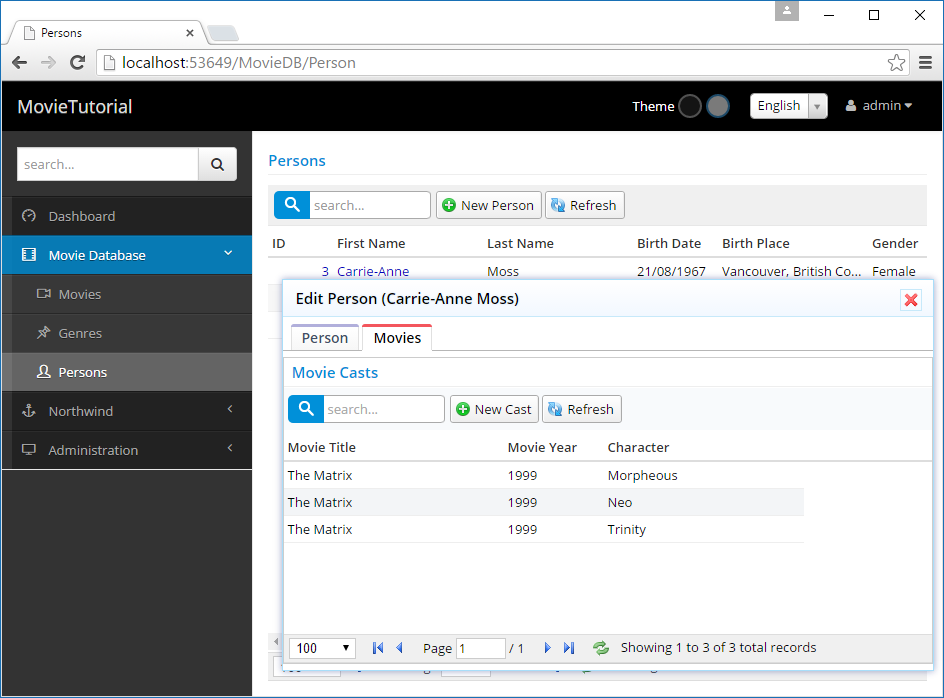 Persons
localhost:53649/MovieDB/Person
MovieTutorial Theme English admin
search...
Dashboard
Movie Database
Movies
Genres
Persons
Northwind
Administration
Persons
search... New Person Refresh
ID First Name Last Name Birth Date Birth Place Gender
3 Carrie-Anne Moss 21/08/1967 Vancouver, British Co... Female
Edit Person (Carrie-Anne Moss)
Person Movies
Movie Casts
search... New Cast Refresh
Movie Title Movie Year Character
The Matrix 1999 Morpheous
The Matrix 1999 Neo
The Matrix 1999 Trinity
100 Page 1 / 1 Showing 1 to 3 of 3 total records